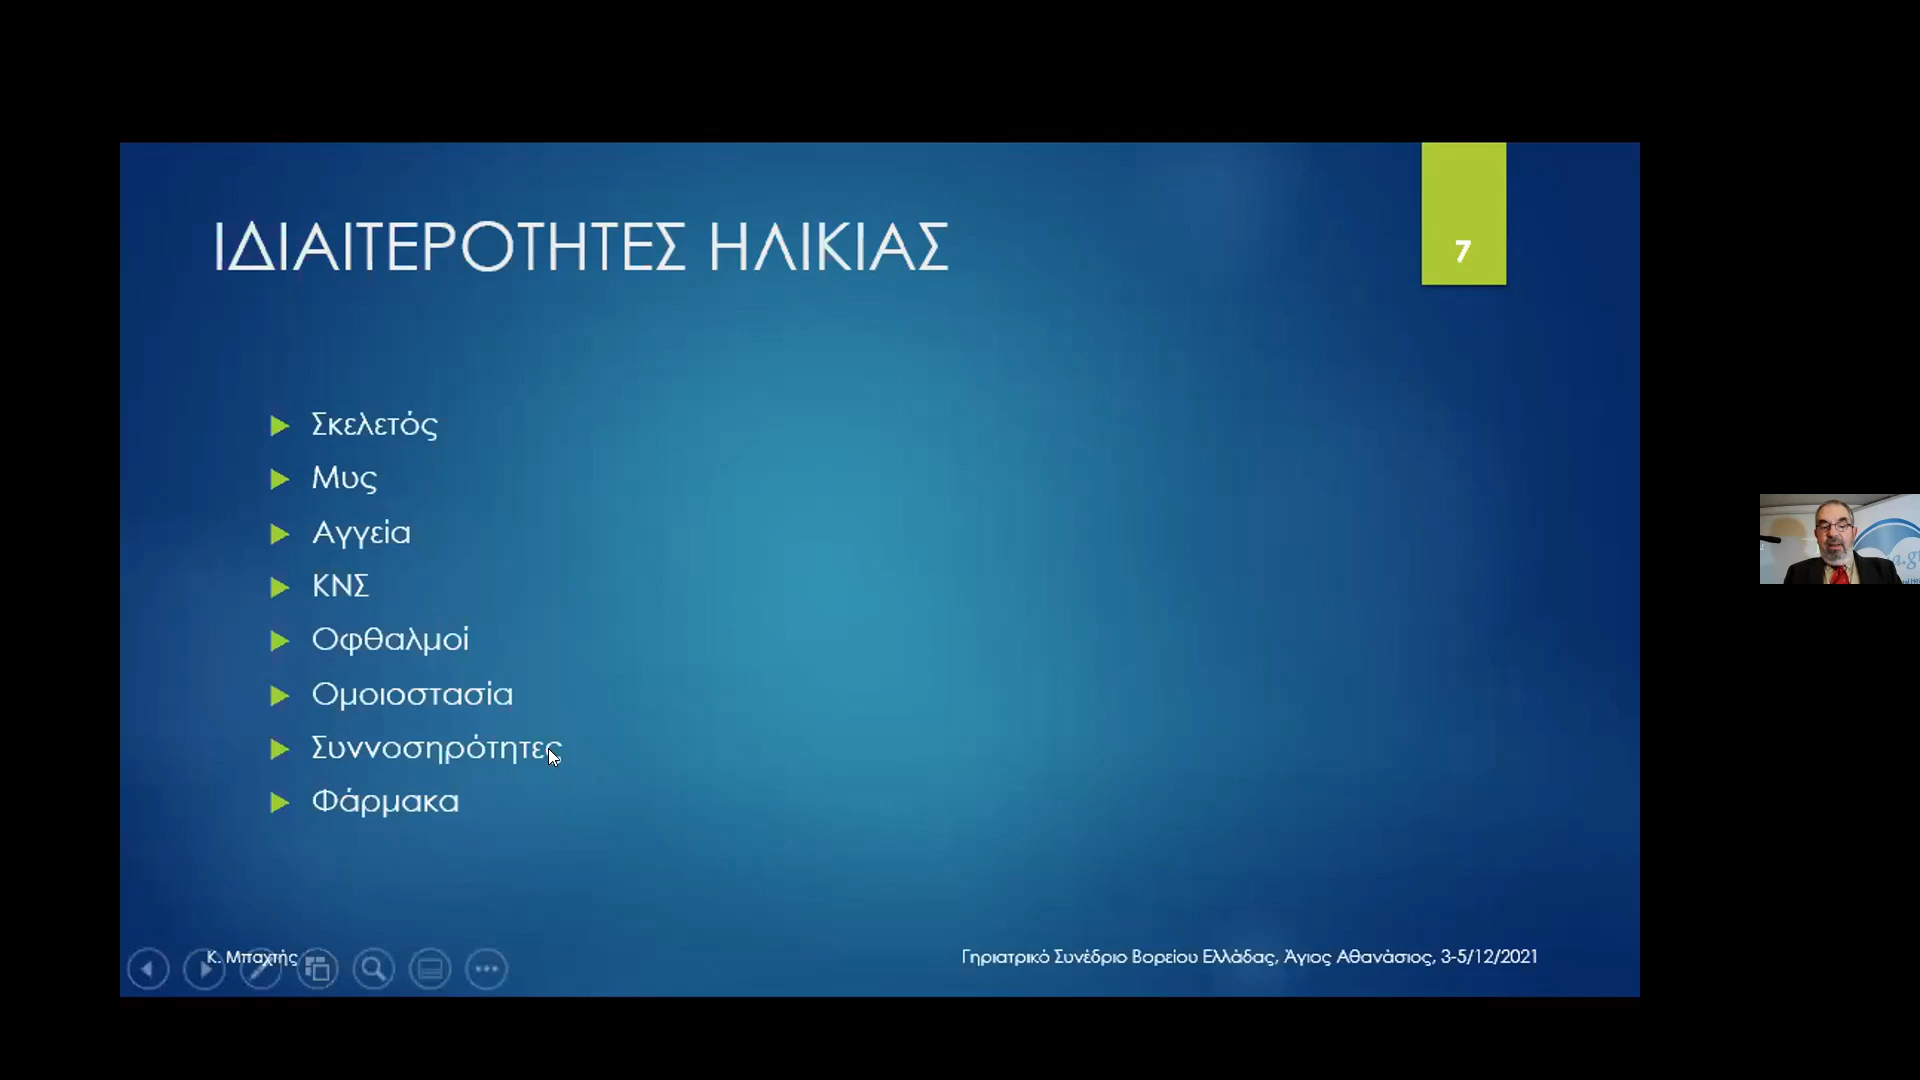 ΙΔΙΑΙΤΕΡΟΤΗΤΕΣ ΗΛΙΚΙΑΣ
7
Σκελετός
Μυς
Αγγεία
ΚΝΣ
Οφθαλμοί
Ομοιοστασία
Συννοσηρότητες
Φάρμακα
Κ. Μπαχτής
Γηριατρικό Συνέδριο Βορείου Ελλάδας, Άγιος Αθανάσιος, 3-5/12/2021